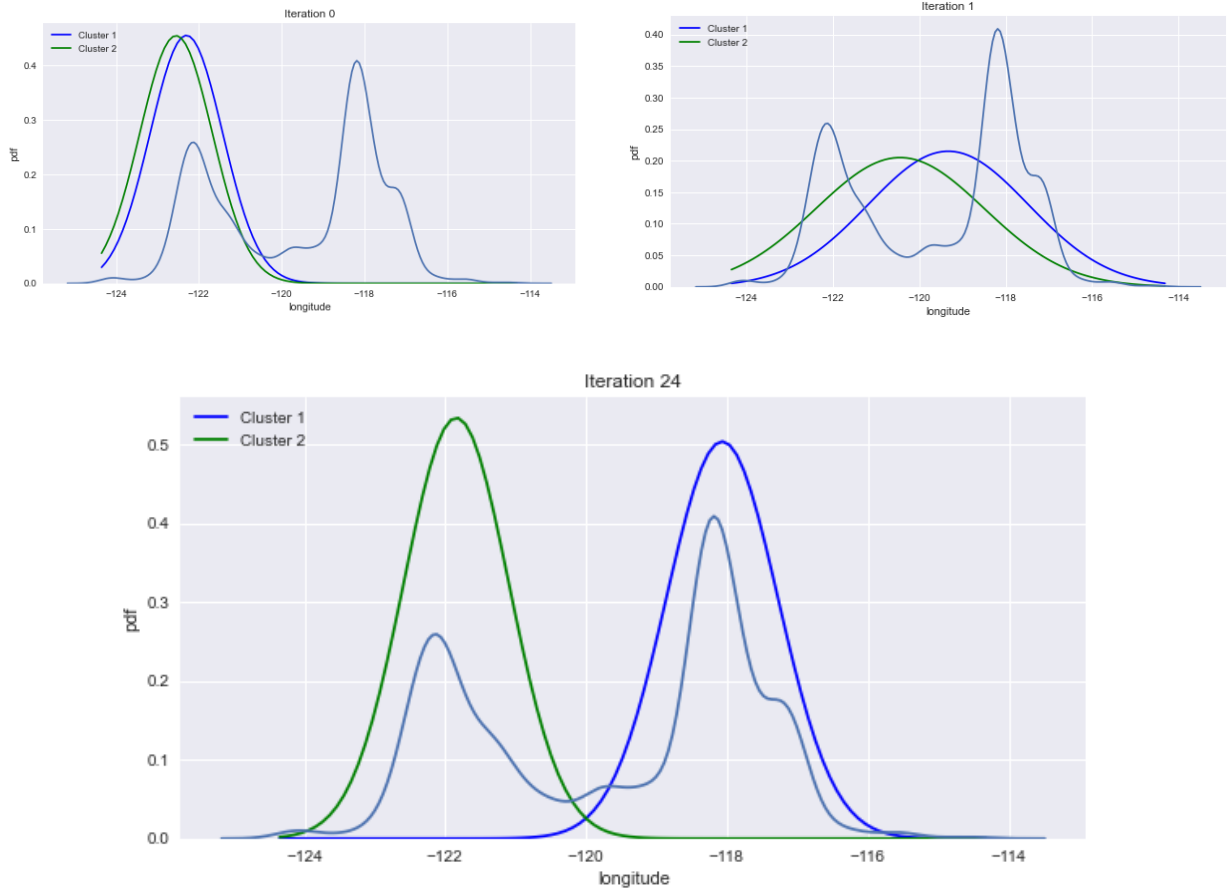 Iteration 0
Cluster 1
Cluster 2
0.4
0.3
0.2
0.1
0.0
pdf
−124 −122 −120 −118 −116 −114
longitude
Iteration 1
Cluster 1
Cluster 2
0.40
0.35
0.30
0.25
0.20
0.15
0.10
0.05
0.00
pdf
−124 −122 −120 −118 −116 −114
longitude
Iteration 24
Cluster 1
Cluster 2
0.5
0.4
0.3
0.2
0.1
0.0
pdf
−124 −122 −120 −118 −116 −114
longitude